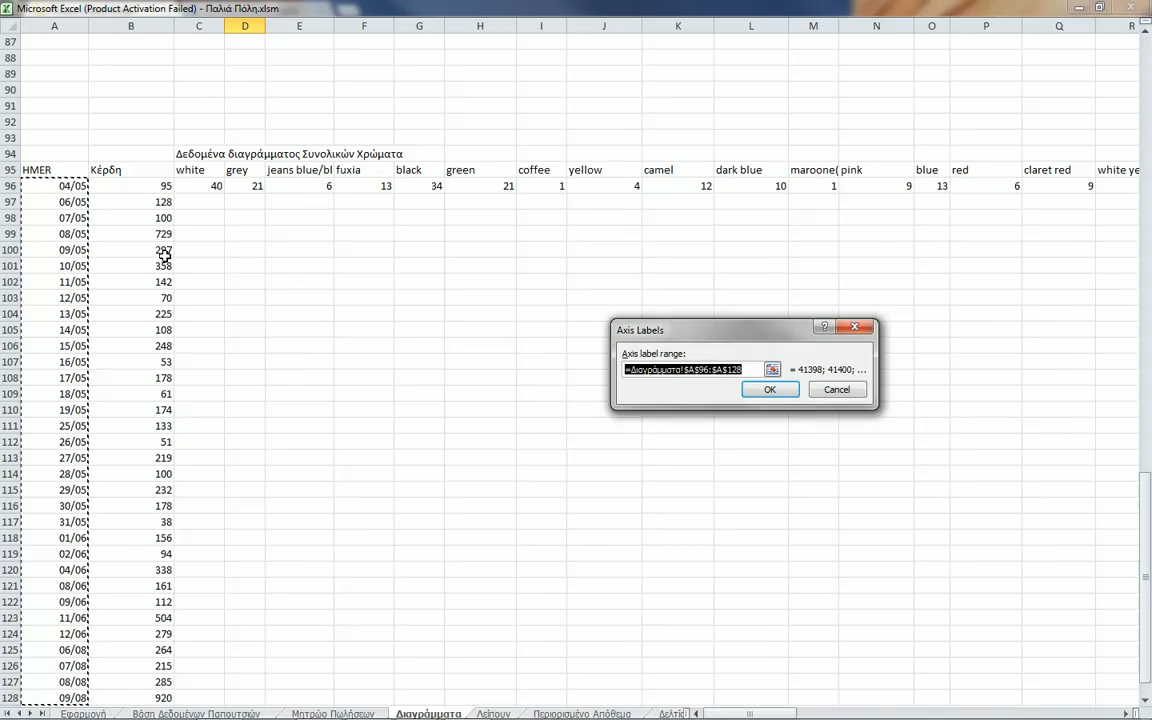 Microsoft Excel (Product Activation Failed) - Παλιά Πόλη.xlsm
A B C D E F G H I J K L M N O P Q R
87
88
89
90
91
92
93
94 Δεδομένα διαγράμματος Συνολικών Χρώματα
95 ΗΜΕR Κέρδη white grey jeans blue/bl fuxia black green coffee yellow camel dark blue maroone( pink blue red claret red white ye
96 04/05 95 40 21 6 13 34 21 1 4 12 10 1 9 13 6 9
97 06/05 128
98 07/05 100
99 08/05 729
100 09/05 297
101 10/05 358
102 11/05 142
103 12/05 70
104 13/05 225
105 14/05 108
106 15/05 248
107 16/05 53
108 17/05 178
109 18/05 61
110 19/05 174
111 25/05 133
112 26/05 51
113 27/05 219
114 28/05 100
115 29/05 232
116 30/05 178
117 31/05 38
118 01/06 156
119 02/06 94
120 04/06 338
121 08/06 161
122 09/06 112
123 11/06 504
124 12/06 279
125 06/08 264
126 07/08 215
127 08/08 285
128 09/08 920
Axis Labels
Axis label range:
=Διαγράμματα!$A$96:$A$128 = 41398; 41400; ...
OK Cancel
Εφαρμογή Βάση Δεδομένων Παπουτσιών Μητρώο Πωλήσεων Διαγράμματα Λείπουν Περιορισμένο Απόθεμα Δελτί